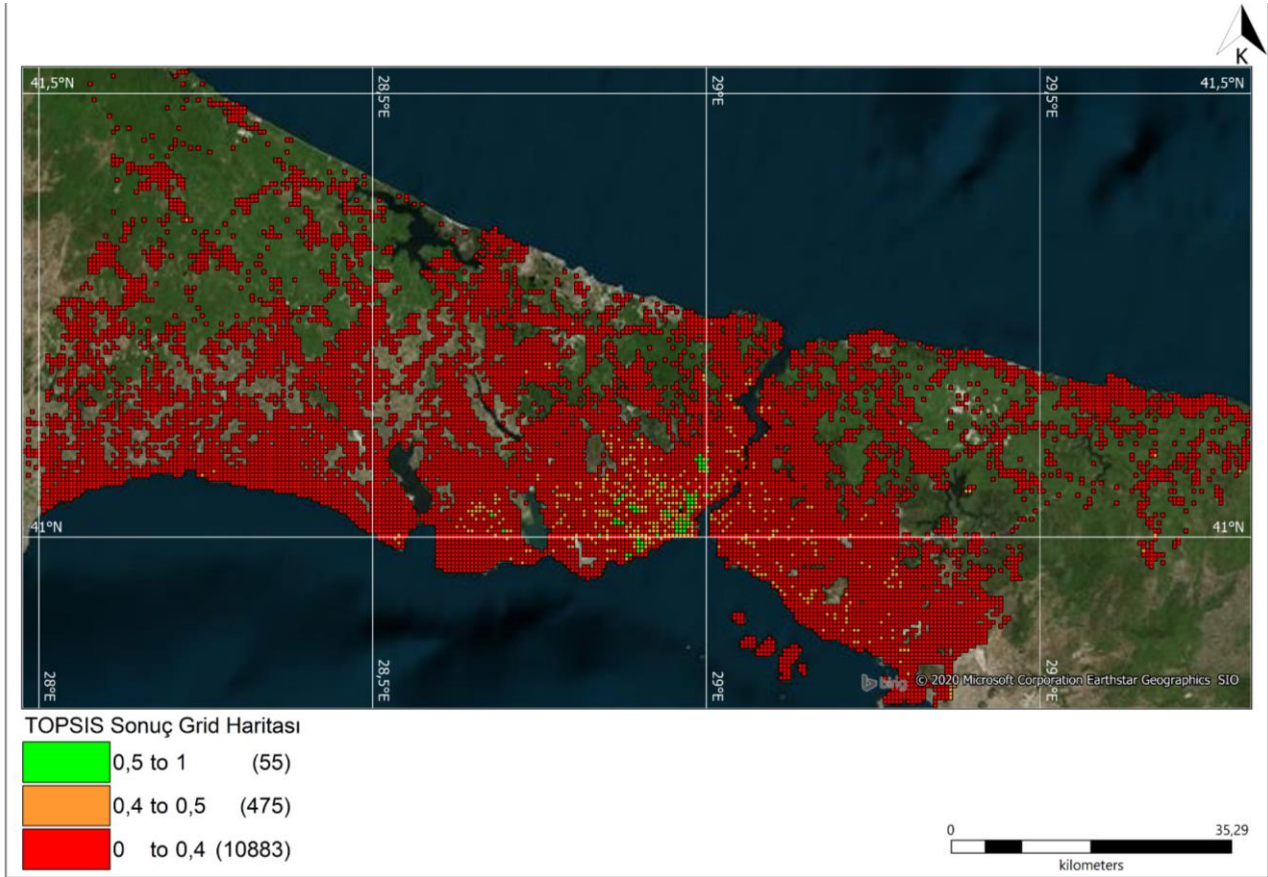 K
41,5°N
28,5°E
29°E
29,5°E
41,5°N
41°N
41°N
28°E
28,5°E
29°E
bing
© 2020 Microsoft Corporation Earthstar Geographics SIO
TOPSIS Sonuç Grid Haritası
0,5 to 1 (55)
0,4 to 0,5 (475)
0 to 0,4 (10883)
0 35,29
kilometers